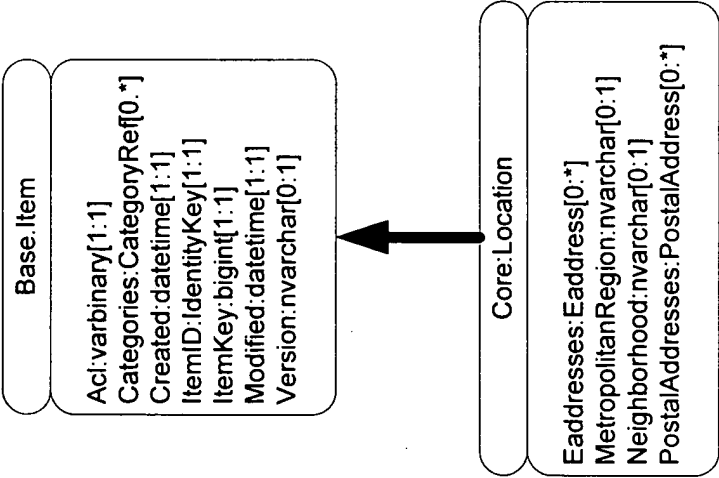 Base.Item
Acl:varbinary[1:1]
Categories:CategoryRef[0.*]
Created:datetime[1:1]
ItemID:IdentityKey[1:1]
ItemKey:bigint[1:1]
Modified:datetime[1:1]
Version:nvarchar[0:1]
Core:Location
Eaddresses:Eaddress[0:*]
MetropolitanRegion:nvarchar[0:1]
Neighborhood:nvarchar[0:1]
PostalAddresses:PostalAddress[0:*]